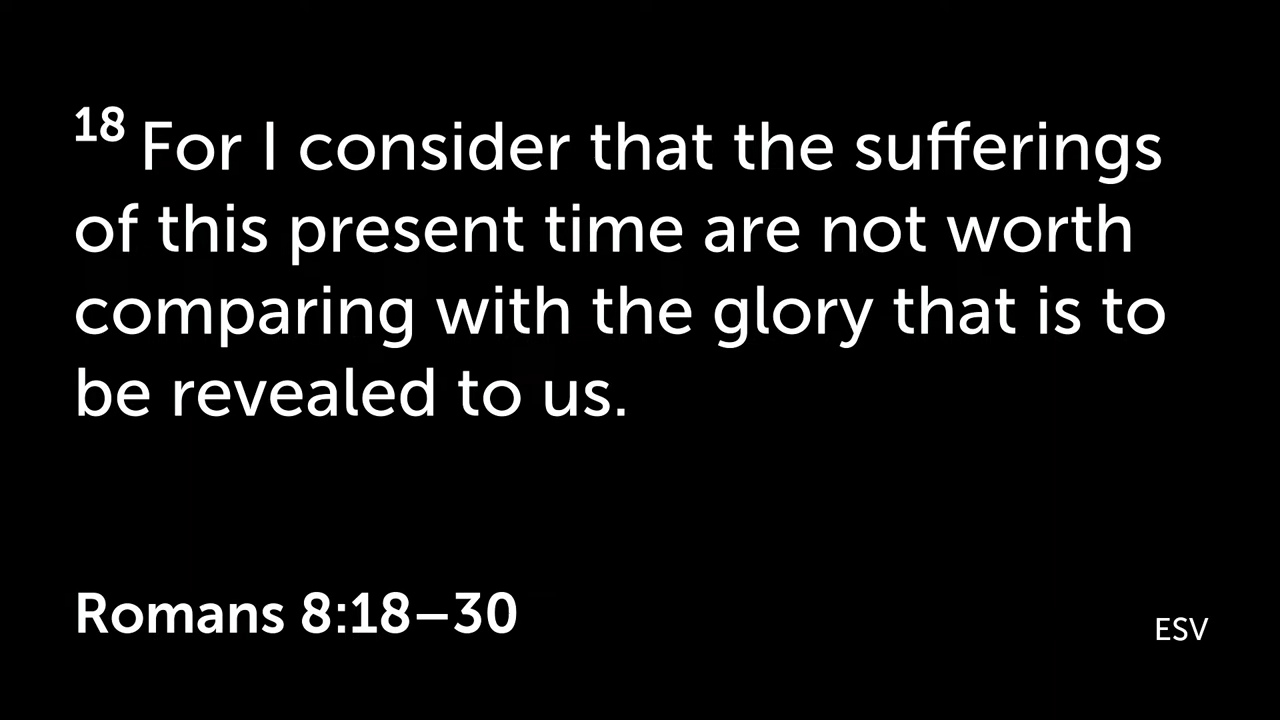 18 For I consider that the sufferings
of this present time are not worth
comparing with the glory that is to
be revealed to us.
Romans 8:18–30
ESV